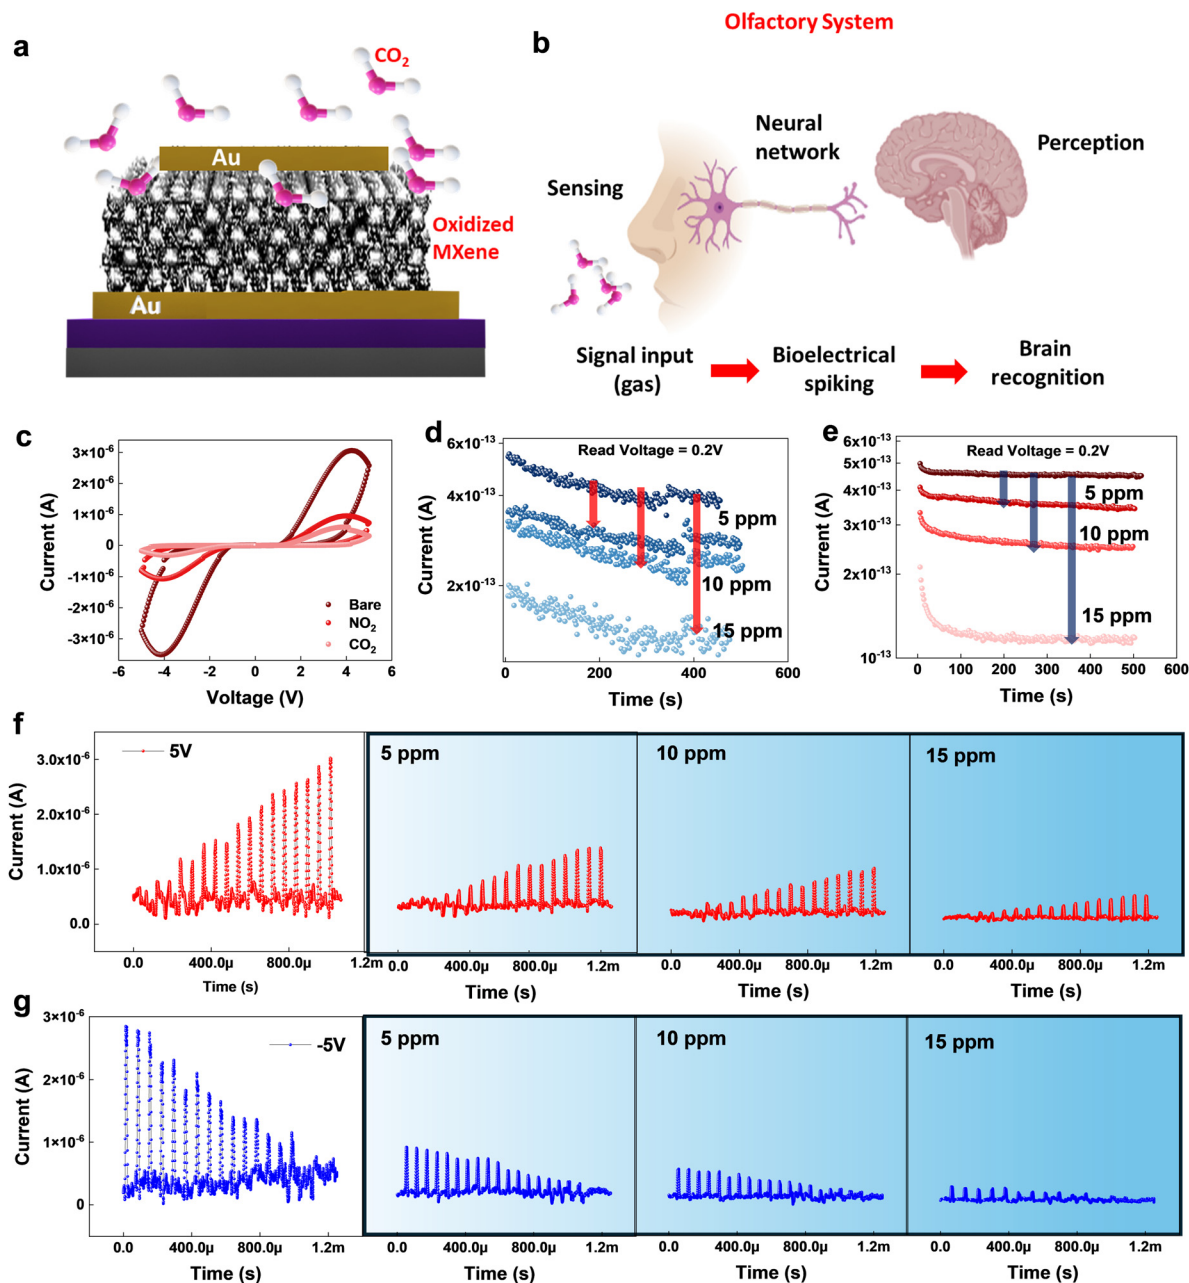 Olfactory System
a
CO₂
Au
Oxidized
MXene
Au
b
Sensing
Neural
network
Perception
Signal input
(gas)
Bioelectrical
spiking
Brain
recognition
c
Current (A)
3×10⁻⁶
2×10⁻⁶
1×10⁻⁶
0
-1×10⁻⁶
-2×10⁻⁶
-3×10⁻⁶
Bare
NO₂
CO₂
-6 -4 -2 0 2 4 6
Voltage (V)
d
Current (A)
6×10⁻¹³
4×10⁻¹³
2×10⁻¹³
Read Voltage = 0.2V
5 ppm
10 ppm
15 ppm
0 200 400 600
Time (s)
e
Current (A)
6×10⁻¹³
5×10⁻¹³
4×10⁻¹³
3×10⁻¹³
2×10⁻¹³
10⁻¹³
Read Voltage = 0.2V
5 ppm
10 ppm
15 ppm
0 100 200 300 400 500 600
Time (s)
f
Current (A)
3.0x10⁻⁶
2.0x10⁻⁶
1.0x10⁻⁶
0.0
5V
5 ppm
10 ppm
15 ppm
0.0 400.0µ 800.0µ 1.2m
Time (s)
0.0 400.0µ 800.0µ 1.2m
Time (s)
0.0 400.0µ 800.0µ 1.2m
Time (s)
0.0 400.0µ 800.0µ 1.2m
Time (s)
g
Current (A)
3×10⁻⁶
2×10⁻⁶
1×10⁻⁶
0
-5V
5 ppm
10 ppm
15 ppm
0.0 400.0µ 800.0µ 1.2m
Time (s)
0.0 400.0µ 800.0µ 1.2m
Time (s)
0.0 400.0µ 800.0µ 1.2m
Time (s)
0.0 400.0µ 800.0µ 1.2m
Time (s)